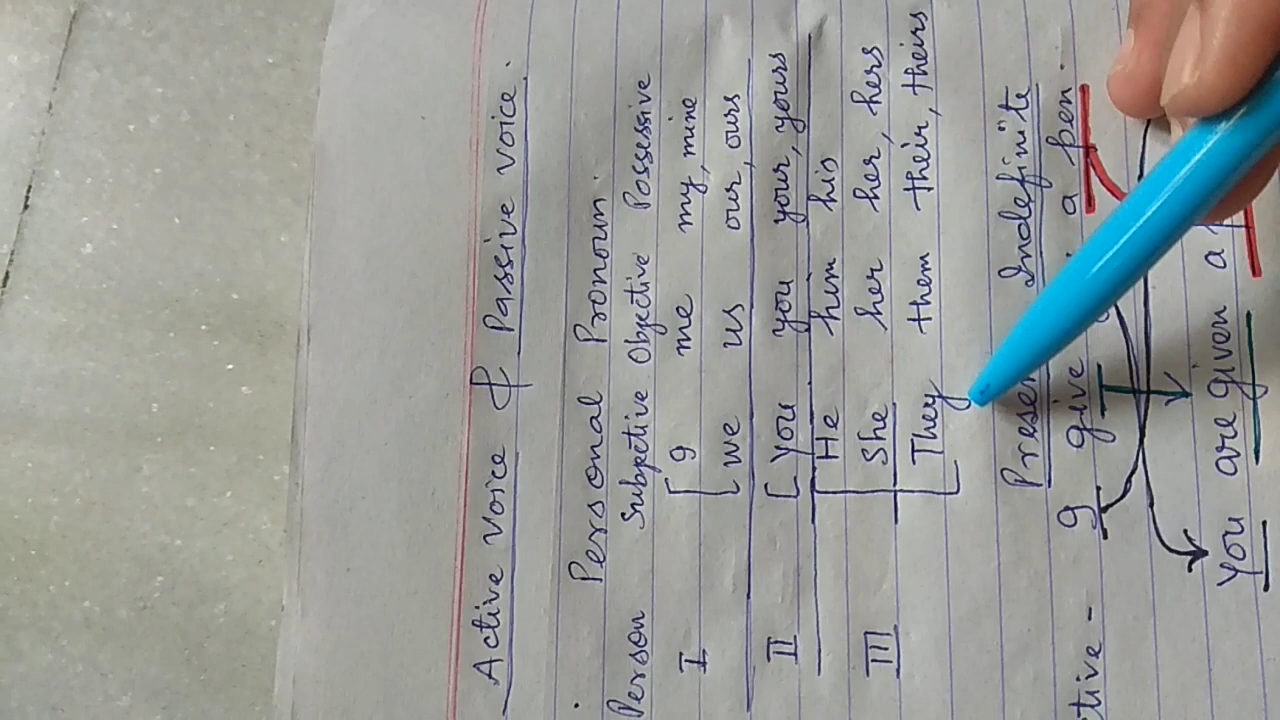 Active voice & Passive voice.
Personal Pronoun.
Person Subjective Objective Possessive
I I me my, mine
we us our, ours
II You you your, yours
He him his
III She her her, hers
They them their, theirs
Present Indefinite
I give a pen.
You are given a